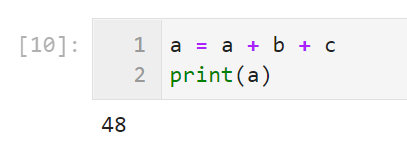 [10]:
1 a = a + b + c
2 print(a)
48